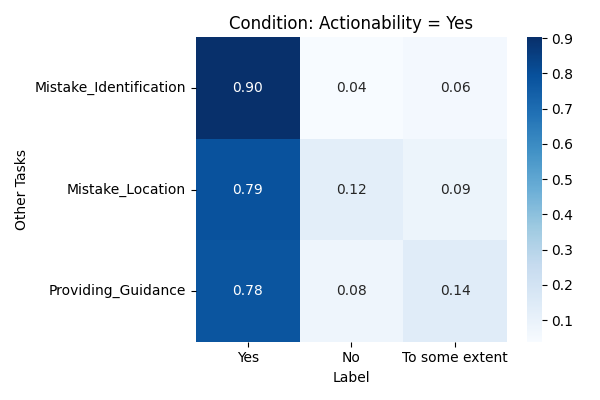 Condition: Actionability = Yes
Other Tasks
Mistake_Identification 0.90 0.04 0.06
Mistake_Location 0.79 0.12 0.09
Providing_Guidance 0.78 0.08 0.14
Yes No To some extent
Label
0.9
0.8
0.7
0.6
0.5
0.4
0.3
0.2
0.1